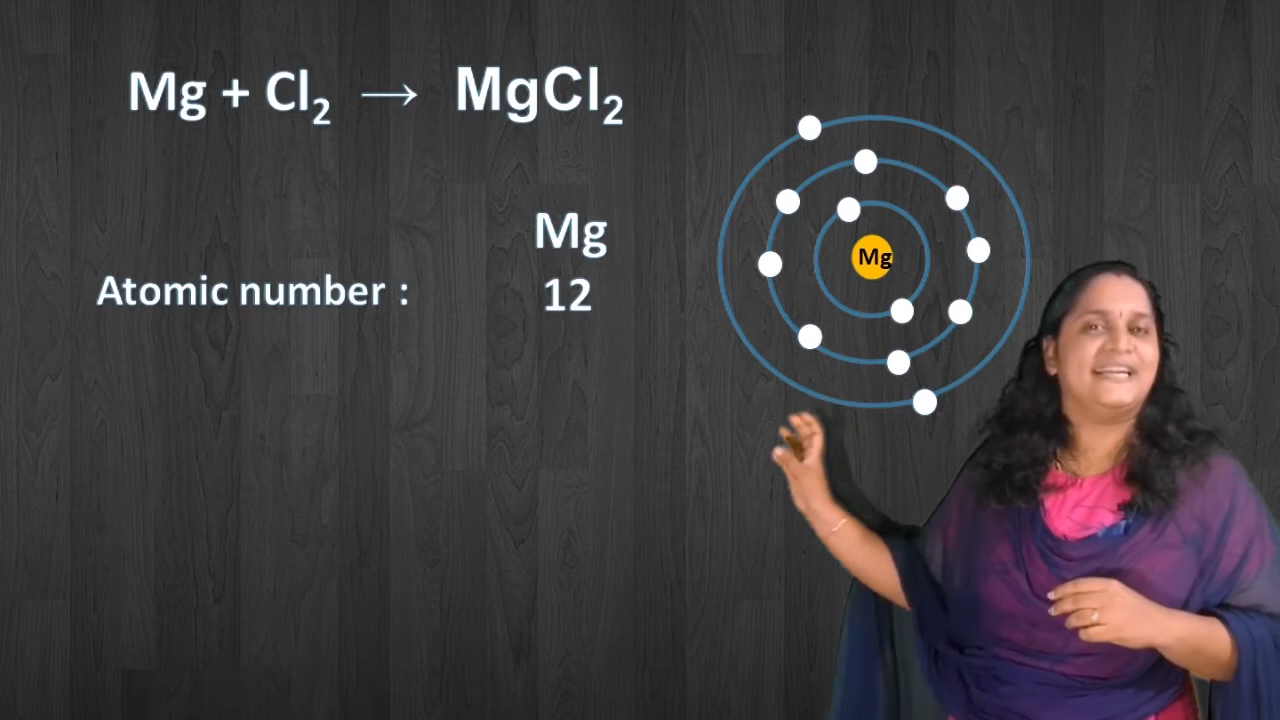 Mg + Cl₂ → MgCl₂
Mg
Atomic number : 12
Mg